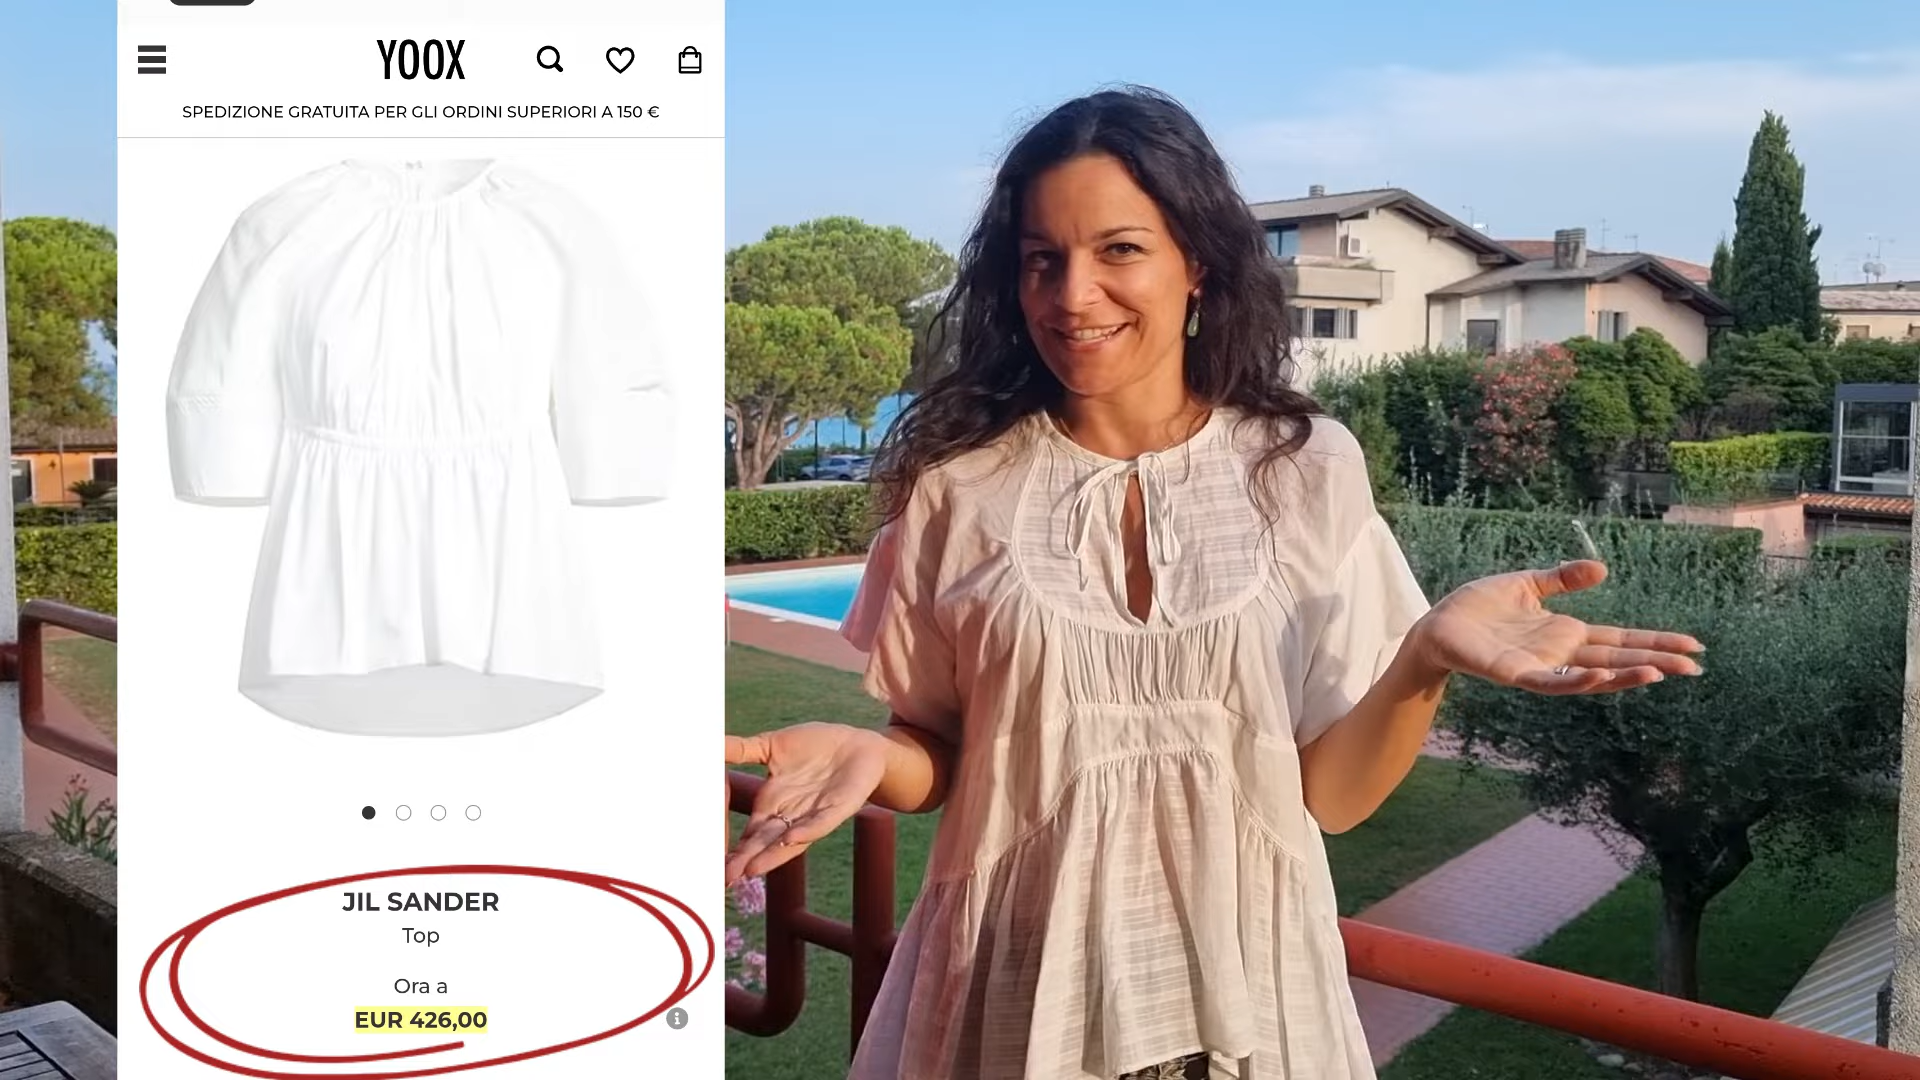 YOOX
SPEDIZIONE GRATUITA PER GLI ORDINI SUPERIORI A 150 €
JIL SANDER
Top
Ora a
EUR 426,00